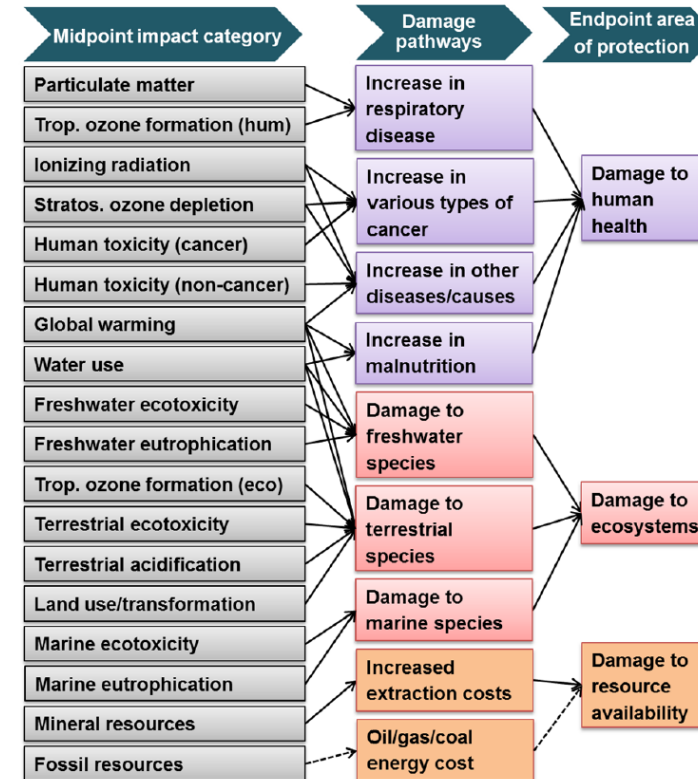 Midpoint impact category
Damage
pathways
Endpoint area
of protection
Particulate matter
Trop. ozone formation (hum)
Ionizing radiation
Stratos. ozone depletion
Human toxicity (cancer)
Human toxicity (non-cancer)
Global warming
Water use
Freshwater ecotoxicity
Freshwater eutrophication
Trop. ozone formation (eco)
Terrestrial ecotoxicity
Terrestrial acidification
Land use/transformation
Marine ecotoxicity
Marine eutrophication
Mineral resources
Fossil resources
Increase in
respiratory
disease
Increase in
various types of
cancer
Increase in other
diseases/causes
Increase in
malnutrition
Damage to
freshwater
species
Damage to
terrestrial
species
Damage to
marine species
Increased
extraction costs
Oil/gas/coal
energy cost
Damage to
human
health
Damage to
ecosystems
Damage to
resource
availability